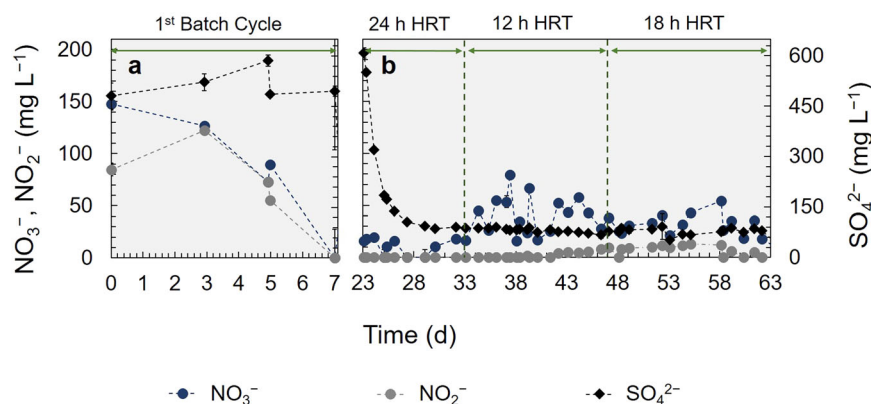 1st Batch Cycle
24 h HRT 12 h HRT 18 h HRT
a
b
200
150
100
50
0
600
450
300
150
0
NO₃⁻, NO₂⁻ (mg L⁻¹)
SO₄²⁻ (mg L⁻¹)
0 1 2 3 4 5 6 7
23 28 33 38 43 48 53 58 63
Time (d)
NO₃⁻ NO₂⁻ SO₄²⁻